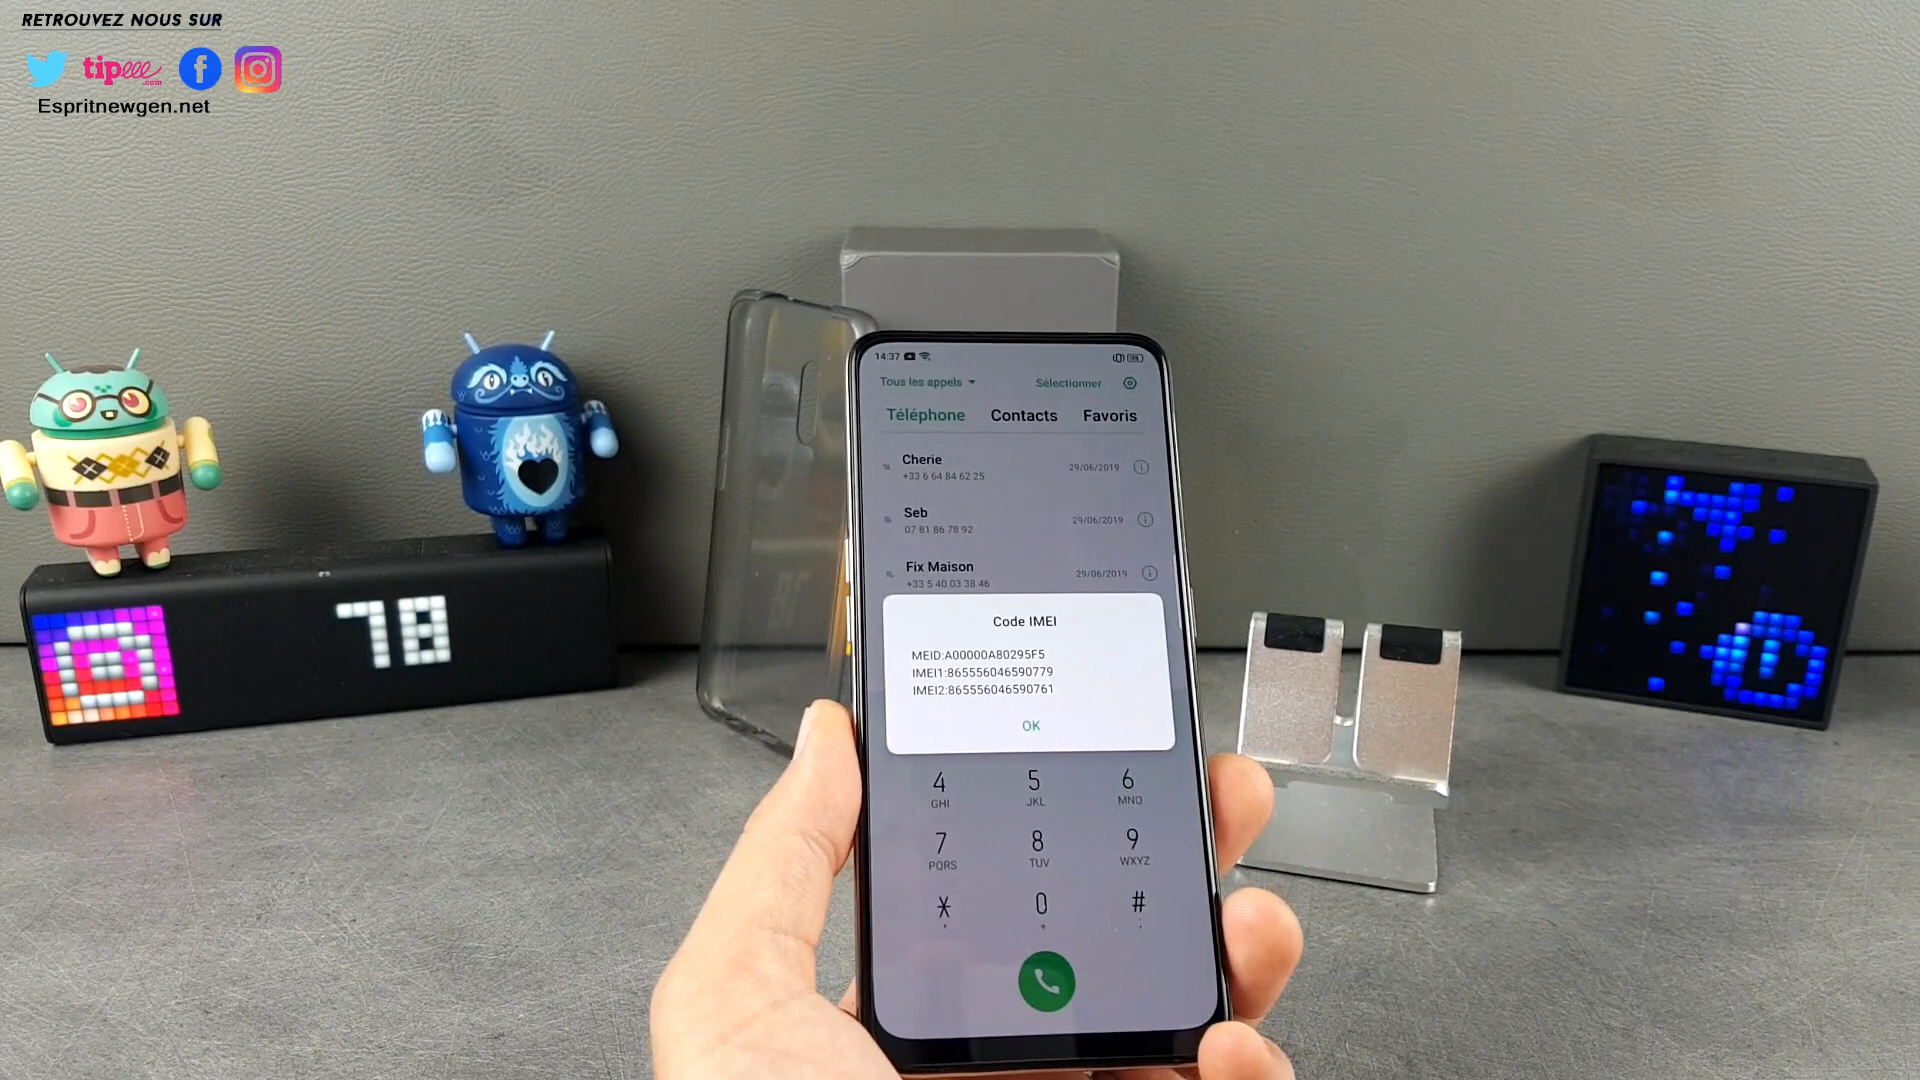 RETROUVEZ NOUS SUR
tipeee
.com
Espritnewgen.net
78
14:37
Tous les appels
Sélectionner
Téléphone Contacts Favoris
Cherie
+33 6 64 84 62 25
29/06/2019
Seb
07 81 86 78 92
29/06/2019
Fix Maison
+33 5 40 03 38 46
29/06/2019
Code IMEI
MEID:A00000A80295F5
IMEI1:865556046590779
IMEI2:865556046590761
OK
4 5 6
GHI JKL MNO
7 8 9
PQRS TUV WXYZ
* 0 #
, + ;